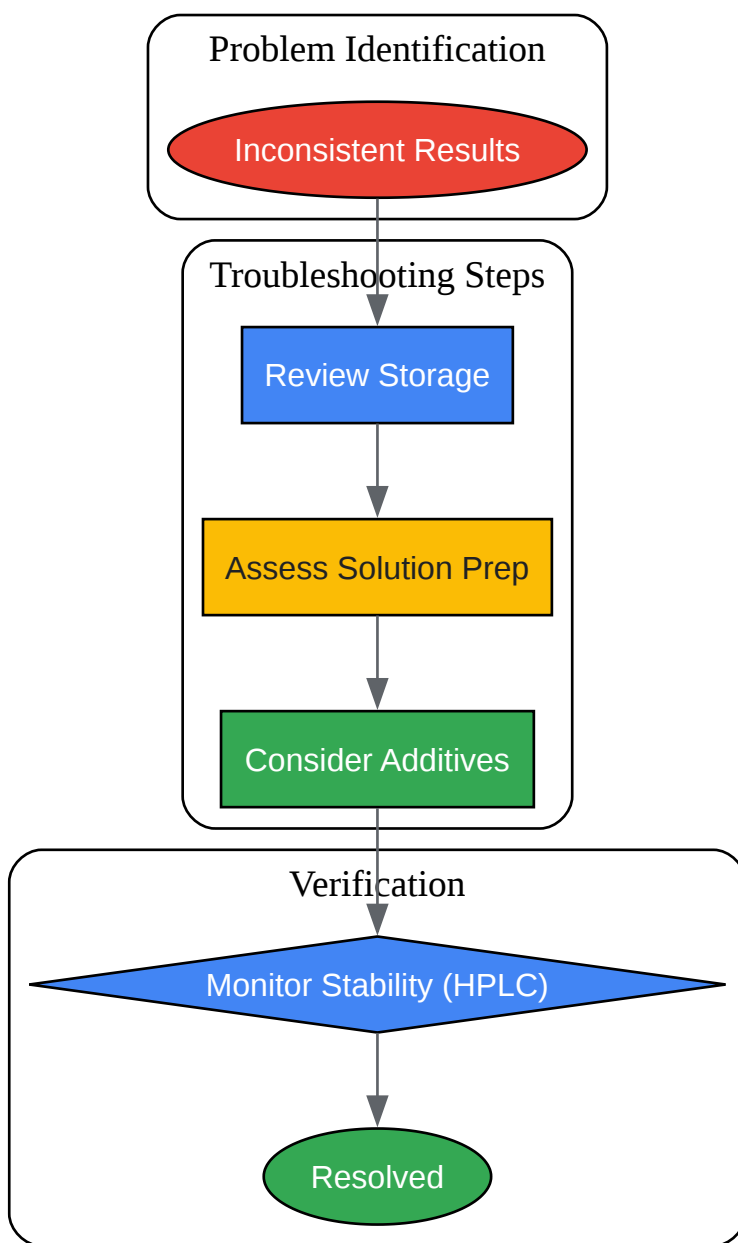 Problem Identification
Inconsistent Results
Troubleshooting Steps
Review Storage
Assess Solution Prep
Consider Additives
Verification
Monitor Stability (HPLC)
Resolved